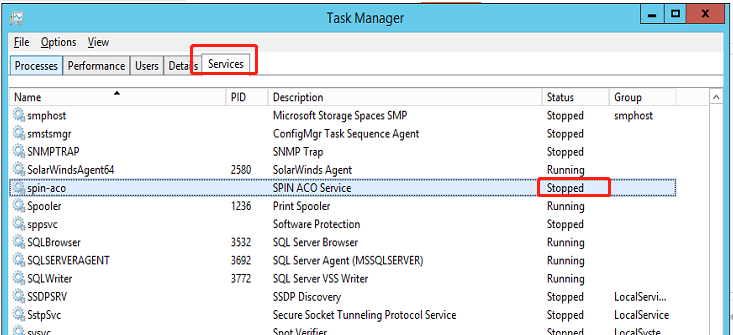 Task Manager
File Options View
Processes Performance Users Details Services
Name PID Description Status Group
smphost Microsoft Storage Spaces SMP Stopped smphost
smstsmgr ConfigMgr Task Sequence Agent Stopped
SNMPTRAP SNMP Trap Stopped
SolarWindsAgent64 2580 SolarWinds Agent Running
spin-aco SPIN ACO Service Stopped
Spooler 1236 Print Spooler Running
sppsvc Software Protection Stopped
SQLBrowser 3532 SQL Server Browser Running
SQLSERVERAGENT 3692 SQL Server Agent (MSSQLSERVER) Running
SQLWriter 3772 SQL Server VSS Writer Running
SSDPSRV SSDP Discovery Stopped LocalServi...
SstpSvc Secure Socket Tunneling Protocol Service Stopped LocalService
svsvc Spot Verifier Stopped LocalSyste...